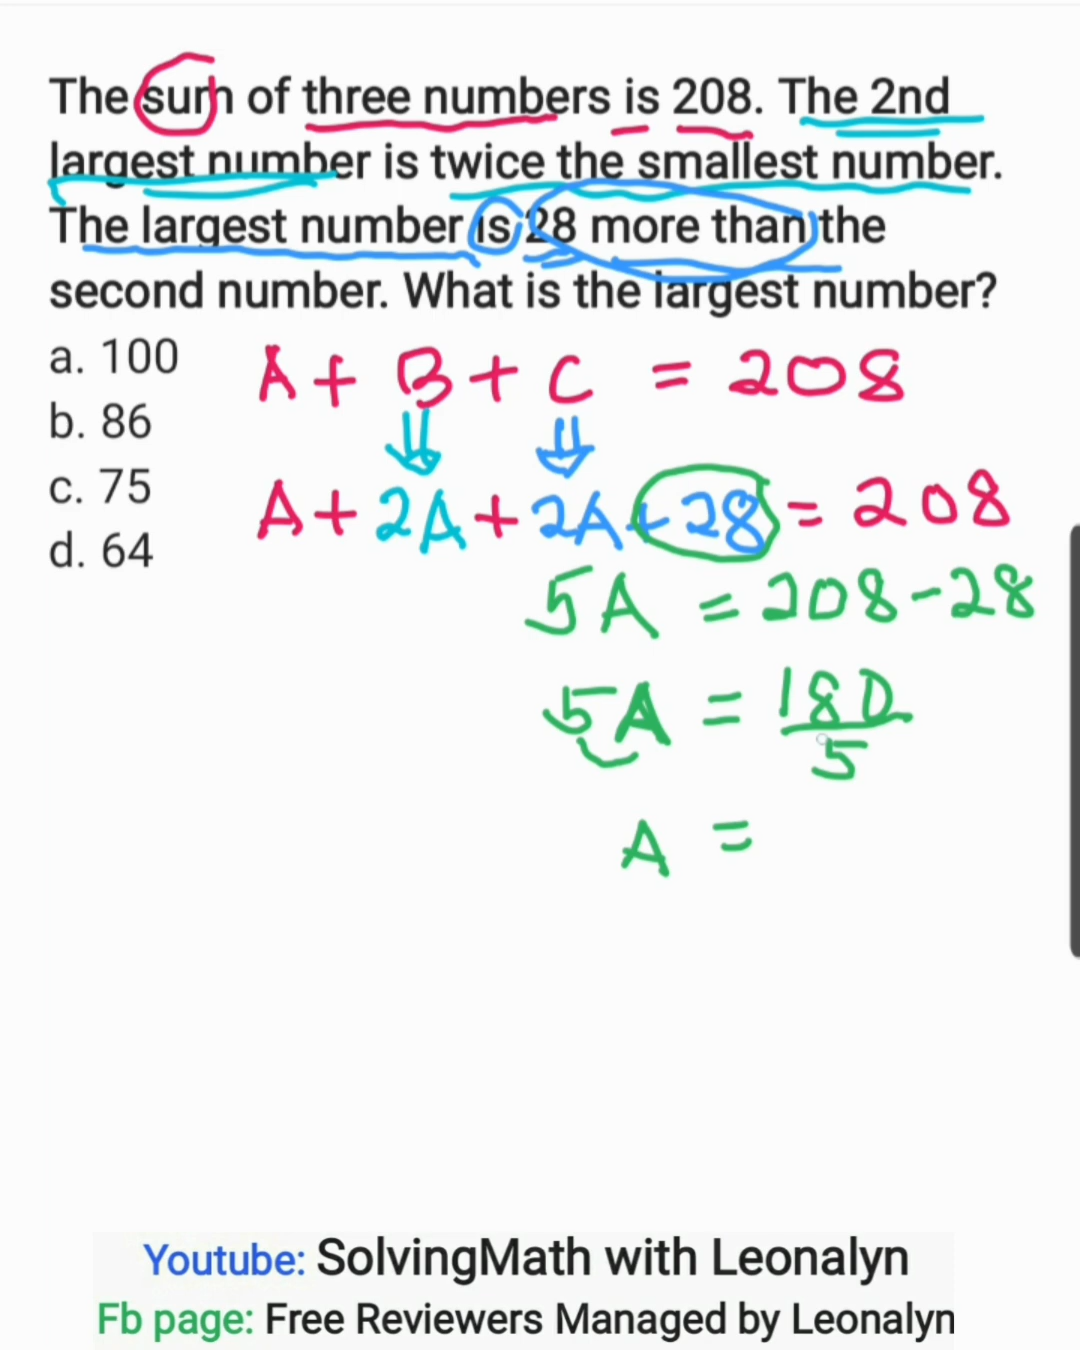 The sum of three numbers is 208. The 2nd
largest number is twice the smallest number.
The largest number is 28 more than the
second number. What is the largest number?
a. 100
A + B + C = 208
b. 86
c. 75
A + 2A + 2A + 28 = 208
d. 64
5A = 208 - 28
5A = 180
5
A =
Youtube: SolvingMath with Leonalyn
Fb page: Free Reviewers Managed by Leonalyn